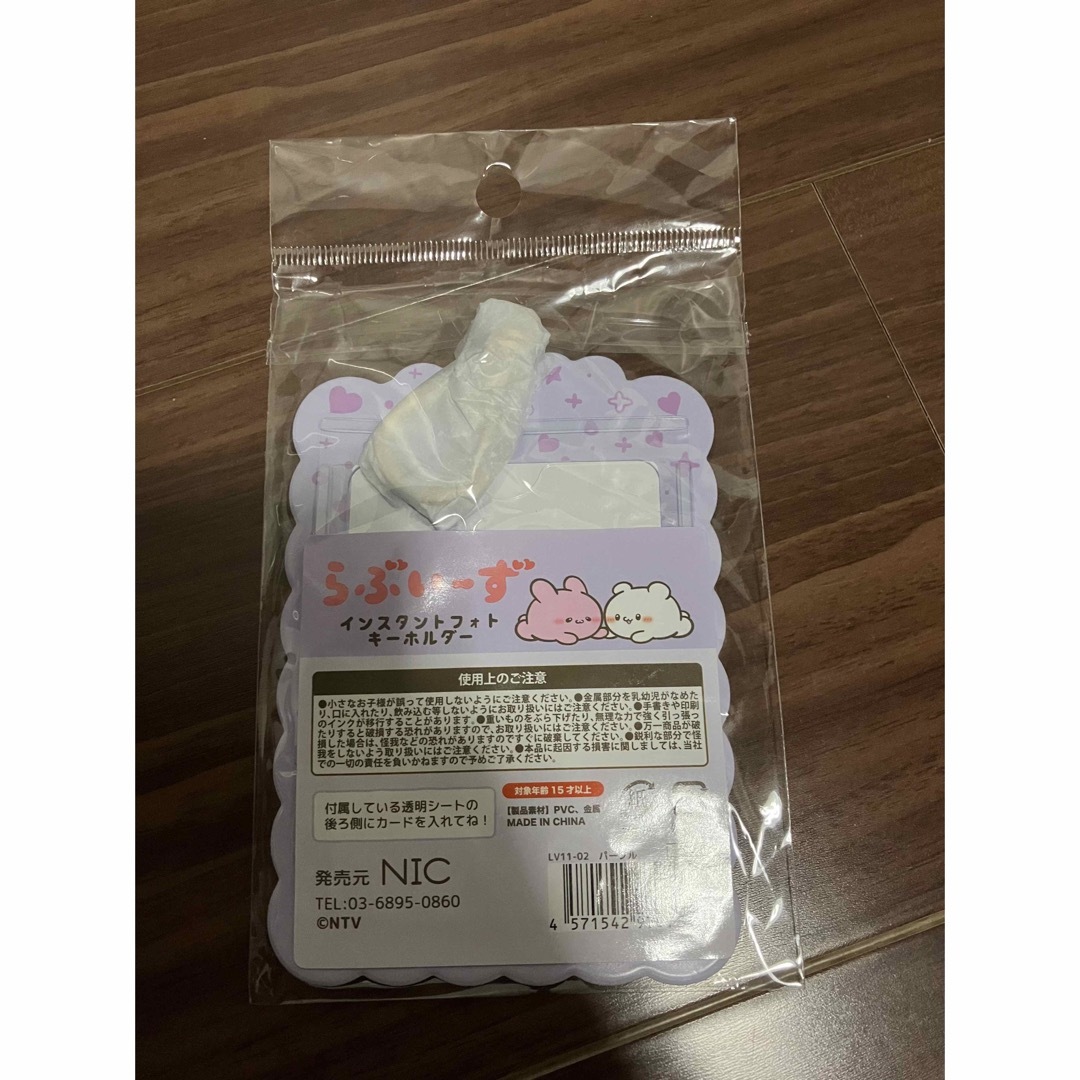 らぶいーず
インスタントフォト
キーホルダー
使用上のご注意
●小さなお子様が誤って使用しないようにご注意ください。●金属部分を乳幼児がなめた
り、口に入れたり、飲み込む等しないようにお取り扱いにはご注意ください。●手書きや印刷
のインクが移行することがあります。●重いものをぶら下げたり、無理な力で強く引っ張っ
たりすると破損する恐れがありますので、お取り扱いにはご注意ください。●万一商品が破
損した場合は、怪我などの恐れがありますのですぐに破棄してください。●鋭利な部分で怪
我をしないよう取り扱いにはご注意ください。●本品に起因する損害に関しましては、当社
での一切の責任を負いかねますので予めご了承ください。
付属している透明シートの
後ろ側にカードを入れてね!
対象年齢15才以上
【製品素材】PVC、金属
MADE IN CHINA
発売元 NIC
TEL:03-6895-0860
©NTV
LV11-02 パープル
4 571542